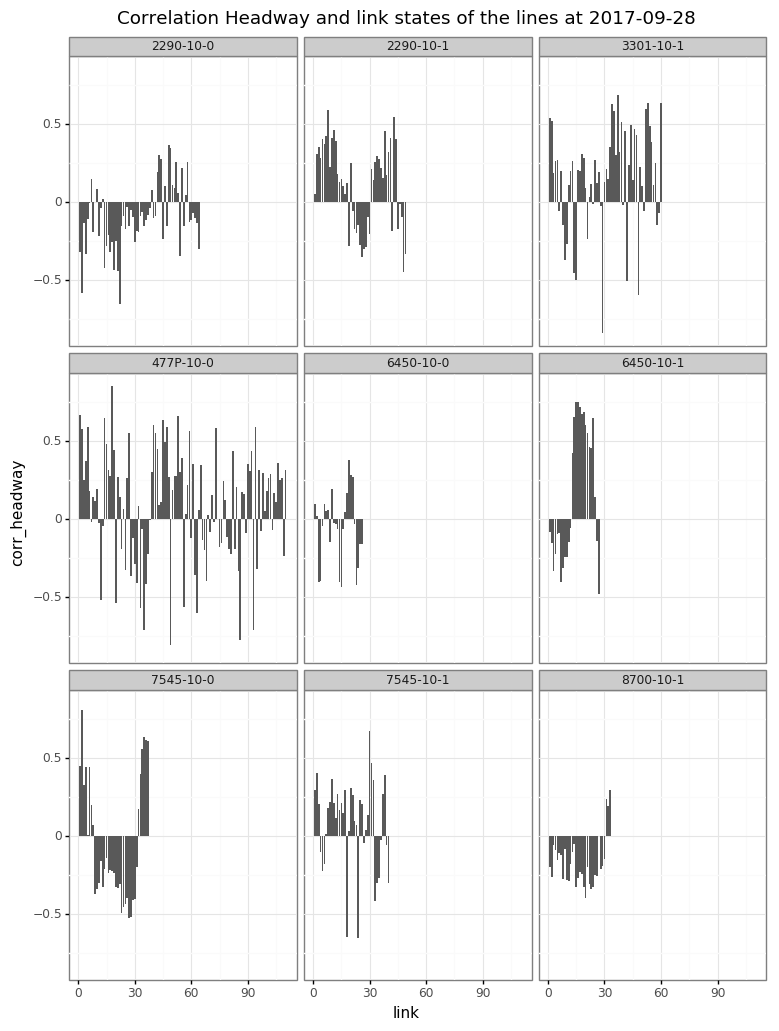 Correlation Headway and link states of the lines at 2017-09-28
2290-10-0 2290-10-1 3301-10-1
0.5
0
−0.5
477P-10-0 6450-10-0 6450-10-1
0.5
0
−0.5
corr_headway
7545-10-0 7545-10-1 8700-10-1
0.5
0
−0.5
0 30 60 90 0 30 60 90 0 30 60 90
link